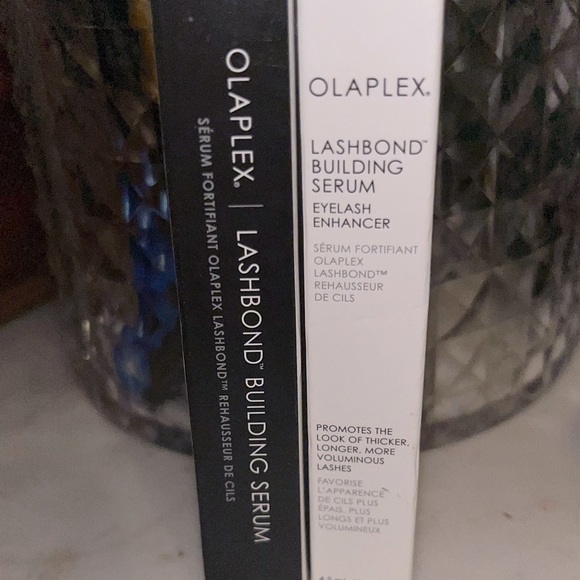 OLAPLEX. | LASHBOND™ BUILDING SERUM
SÉRUM FORTIFIANT OLAPLEX LASHBOND™ REHAUSSEUR DE CILS
OLAPLEX.
LASHBOND™
BUILDING
SERUM
EYELASH
ENHANCER
SÉRUM FORTIFIANT
OLAPLEX
LASHBOND™
REHAUSSEUR
DE CILS
PROMOTES THE
LOOK OF THICKER,
LONGER, MORE
VOLUMINOUS
LASHES
FAVORISE
L'APPARENCE
DE CILS PLUS
ÉPAIS, PLUS
LONGS ET PLUS
VOLUMINEUX